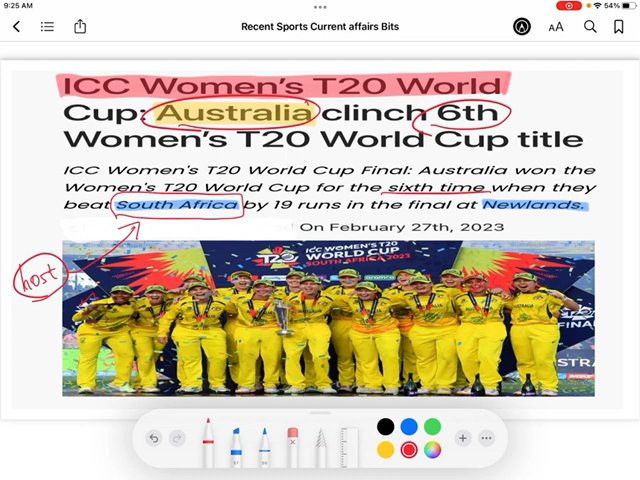 9:25 AM
54%
Recent Sports Current affairs Bits
AA
ICC Women's T20 World
Cup: Australia clinch 6th
Women's T20 World Cup title
ICC Women's T20 World Cup Final: Australia won the
Women's T20 World Cup for the sixth time when they
beat South Africa by 19 runs in the final at Newlands.
On February 27th, 2023
host
ICC WOMEN'S T20
WORLD CUP
SOUTH AFRICA 2023
T20
FINAL